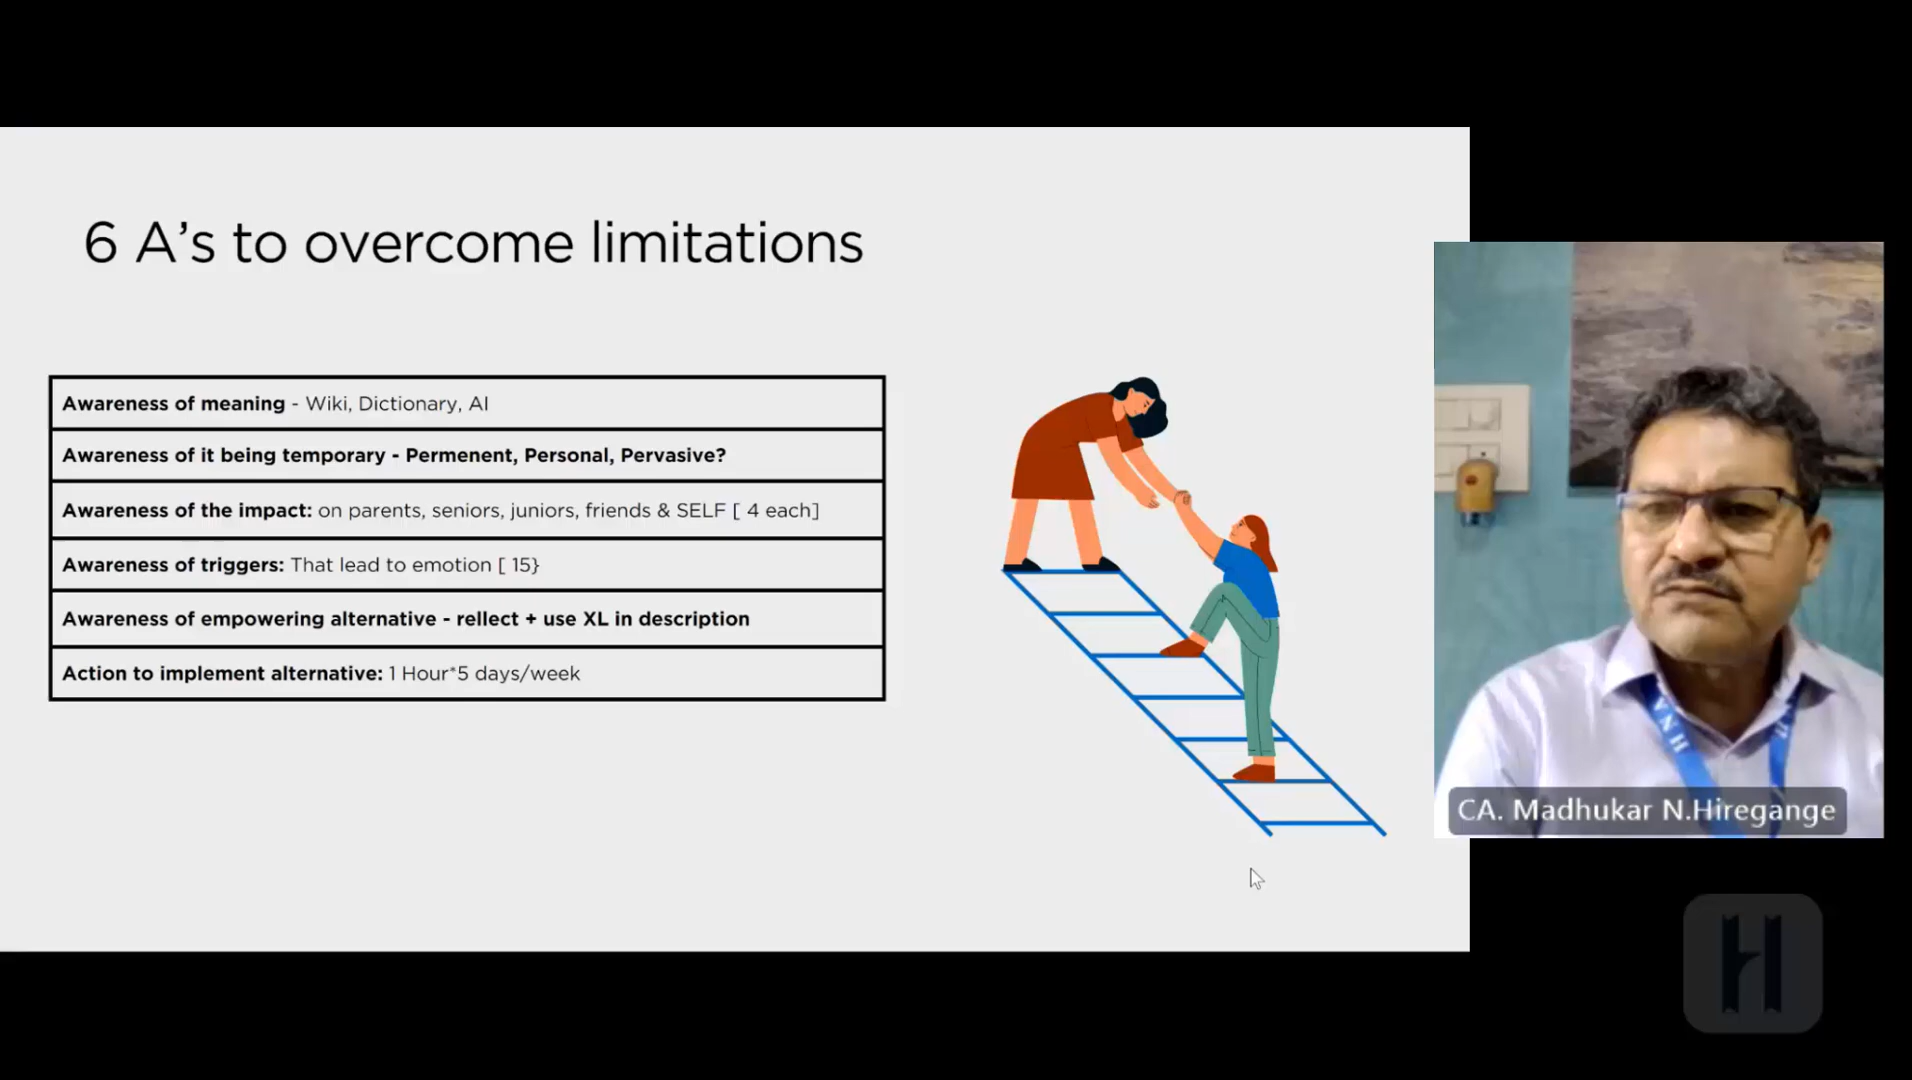 6 A’s to overcome limitations
Awareness of meaning - Wiki, Dictionary, AI
Awareness of it being temporary - Permenent, Personal, Pervasive?
Awareness of the impact: on parents, seniors, juniors, friends & SELF [ 4 each]
Awareness of triggers: That lead to emotion [ 15}
Awareness of empowering alternative - rellect + use XL in description
Action to implement alternative: 1 Hour*5 days/week
HNA
CA. Madhukar N.Hiregange
H